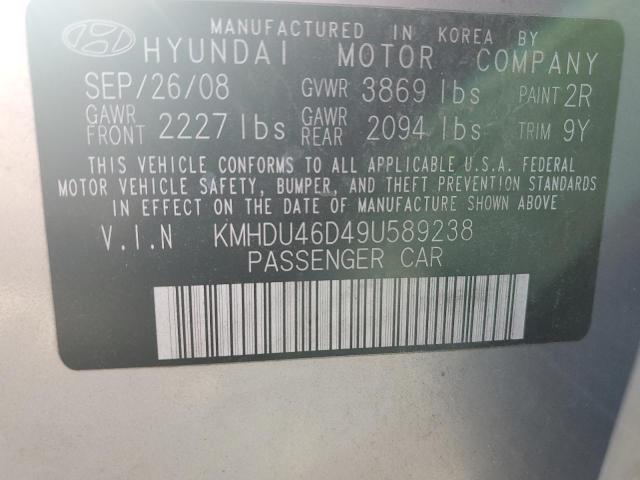 MANUFACTURED IN KOREA BY
HYUNDAI MOTOR COMPANY
SEP/26/08 GVWR 3869 lbs PAINT 2R
GAWR FRONT 2227 lbs GAWR REAR 2094 lbs TRIM 9Y
THIS VEHICLE CONFORMS TO ALL APPLICABLE U.S.A. FEDERAL
MOTOR VEHICLE SAFETY, BUMPER, AND THEFT PREVENTION STANDARDS
IN EFFECT ON THE DATE OF MANUFACTURE SHOWN ABOVE.
V.I.N KMHDU46D49U589238
PASSENGER CAR